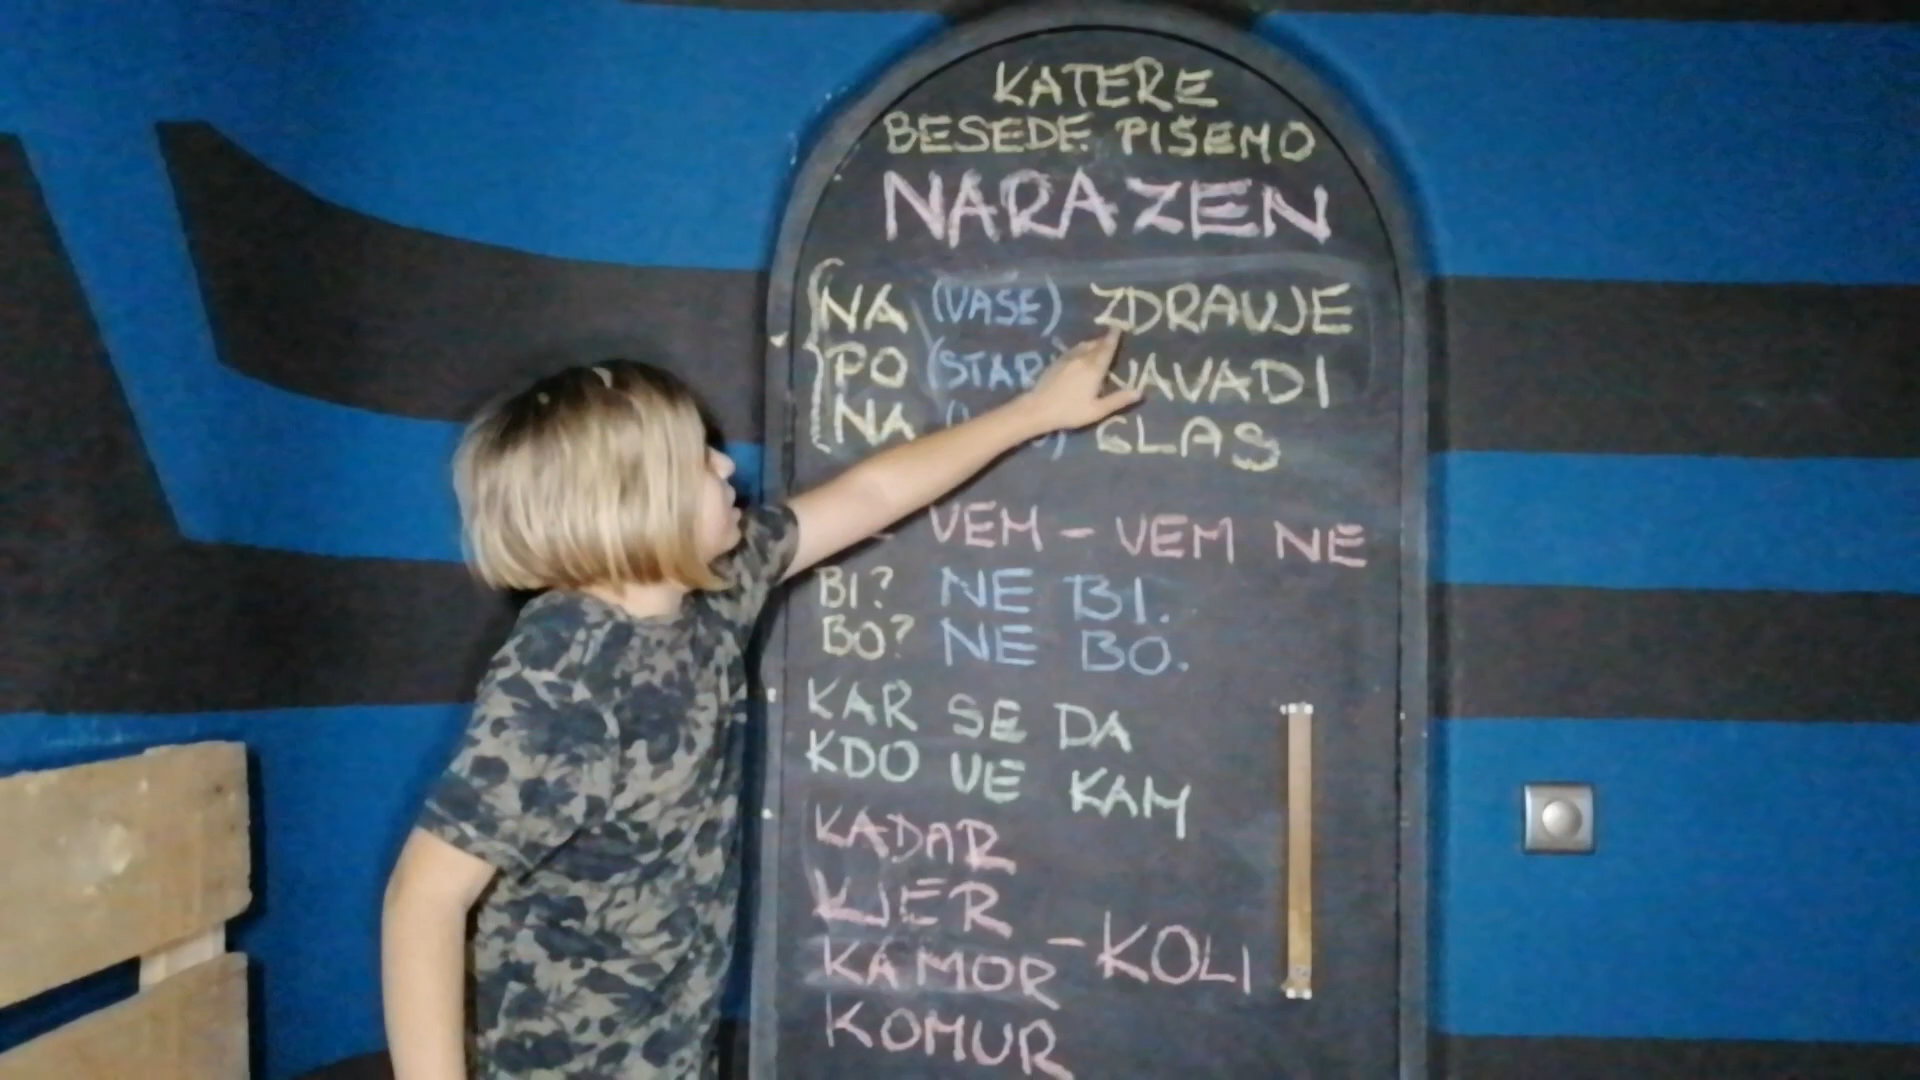 KATERE
BESEDE PIŠEMO
NARAZEN
NA (VAŠE) ZDRAVJE
PO NAVADI
NA GLAS
VEM - VEM NE
BI? NE BI.
BO? NE BO.
KAR SE DA
KDO VE KAM
KADAR
KJER
KAMOR - KOLI
KOMUR